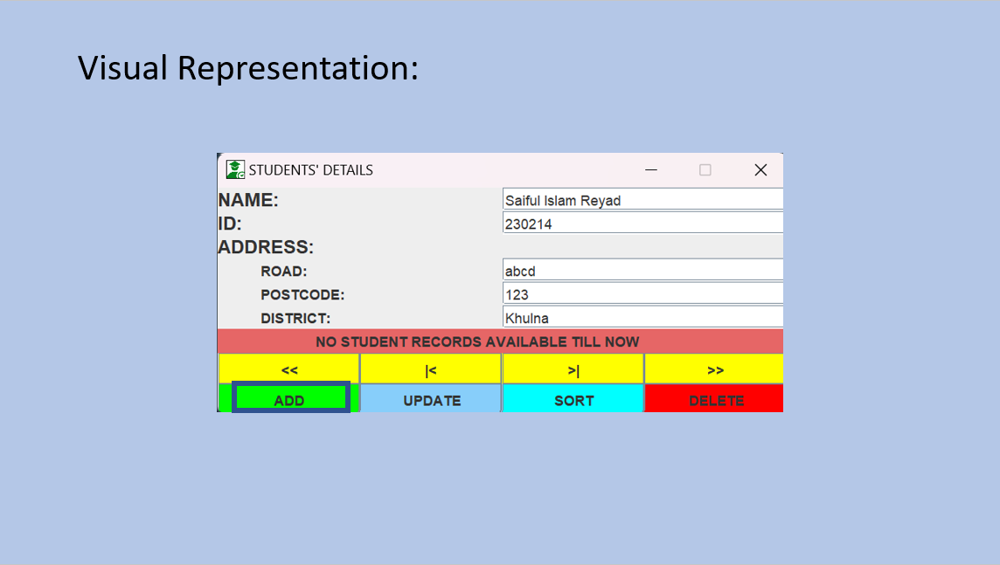 Visual Representation:
STUDENTS' DETAILS
NAME: Saiful Islam Reyad
ID: 230214
ADDRESS:
ROAD: abcd
POSTCODE: 123
DISTRICT: Khulna
NO STUDENT RECORDS AVAILABLE TILL NOW
<< |< >| >>
ADD UPDATE SORT DELETE